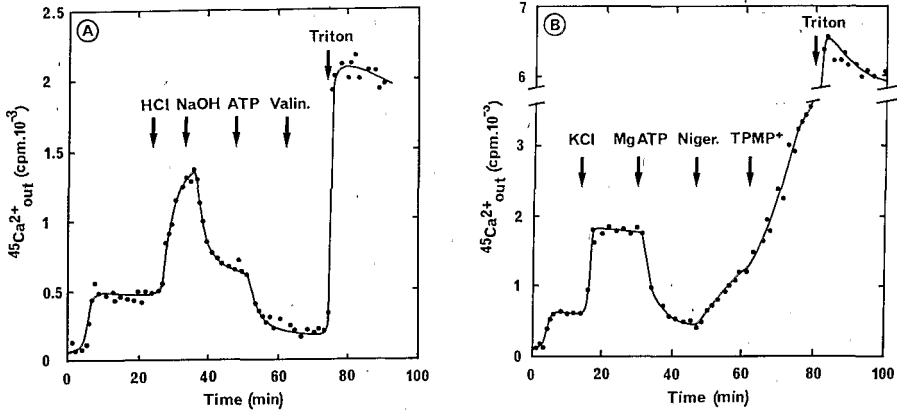 A
45Ca2+out (cpm.10-3)
2.5
2
1.5
1
0.5
0
HCl NaOH ATP Valin.
Triton
0 20 40 60 80 100
Time (min)
B
45Ca2+out (cpm.10-3)
6
4
3
2
1
0
KCl MgATP Niger. TPMP+
Triton
0 20 40 60 80 100
Time (min)